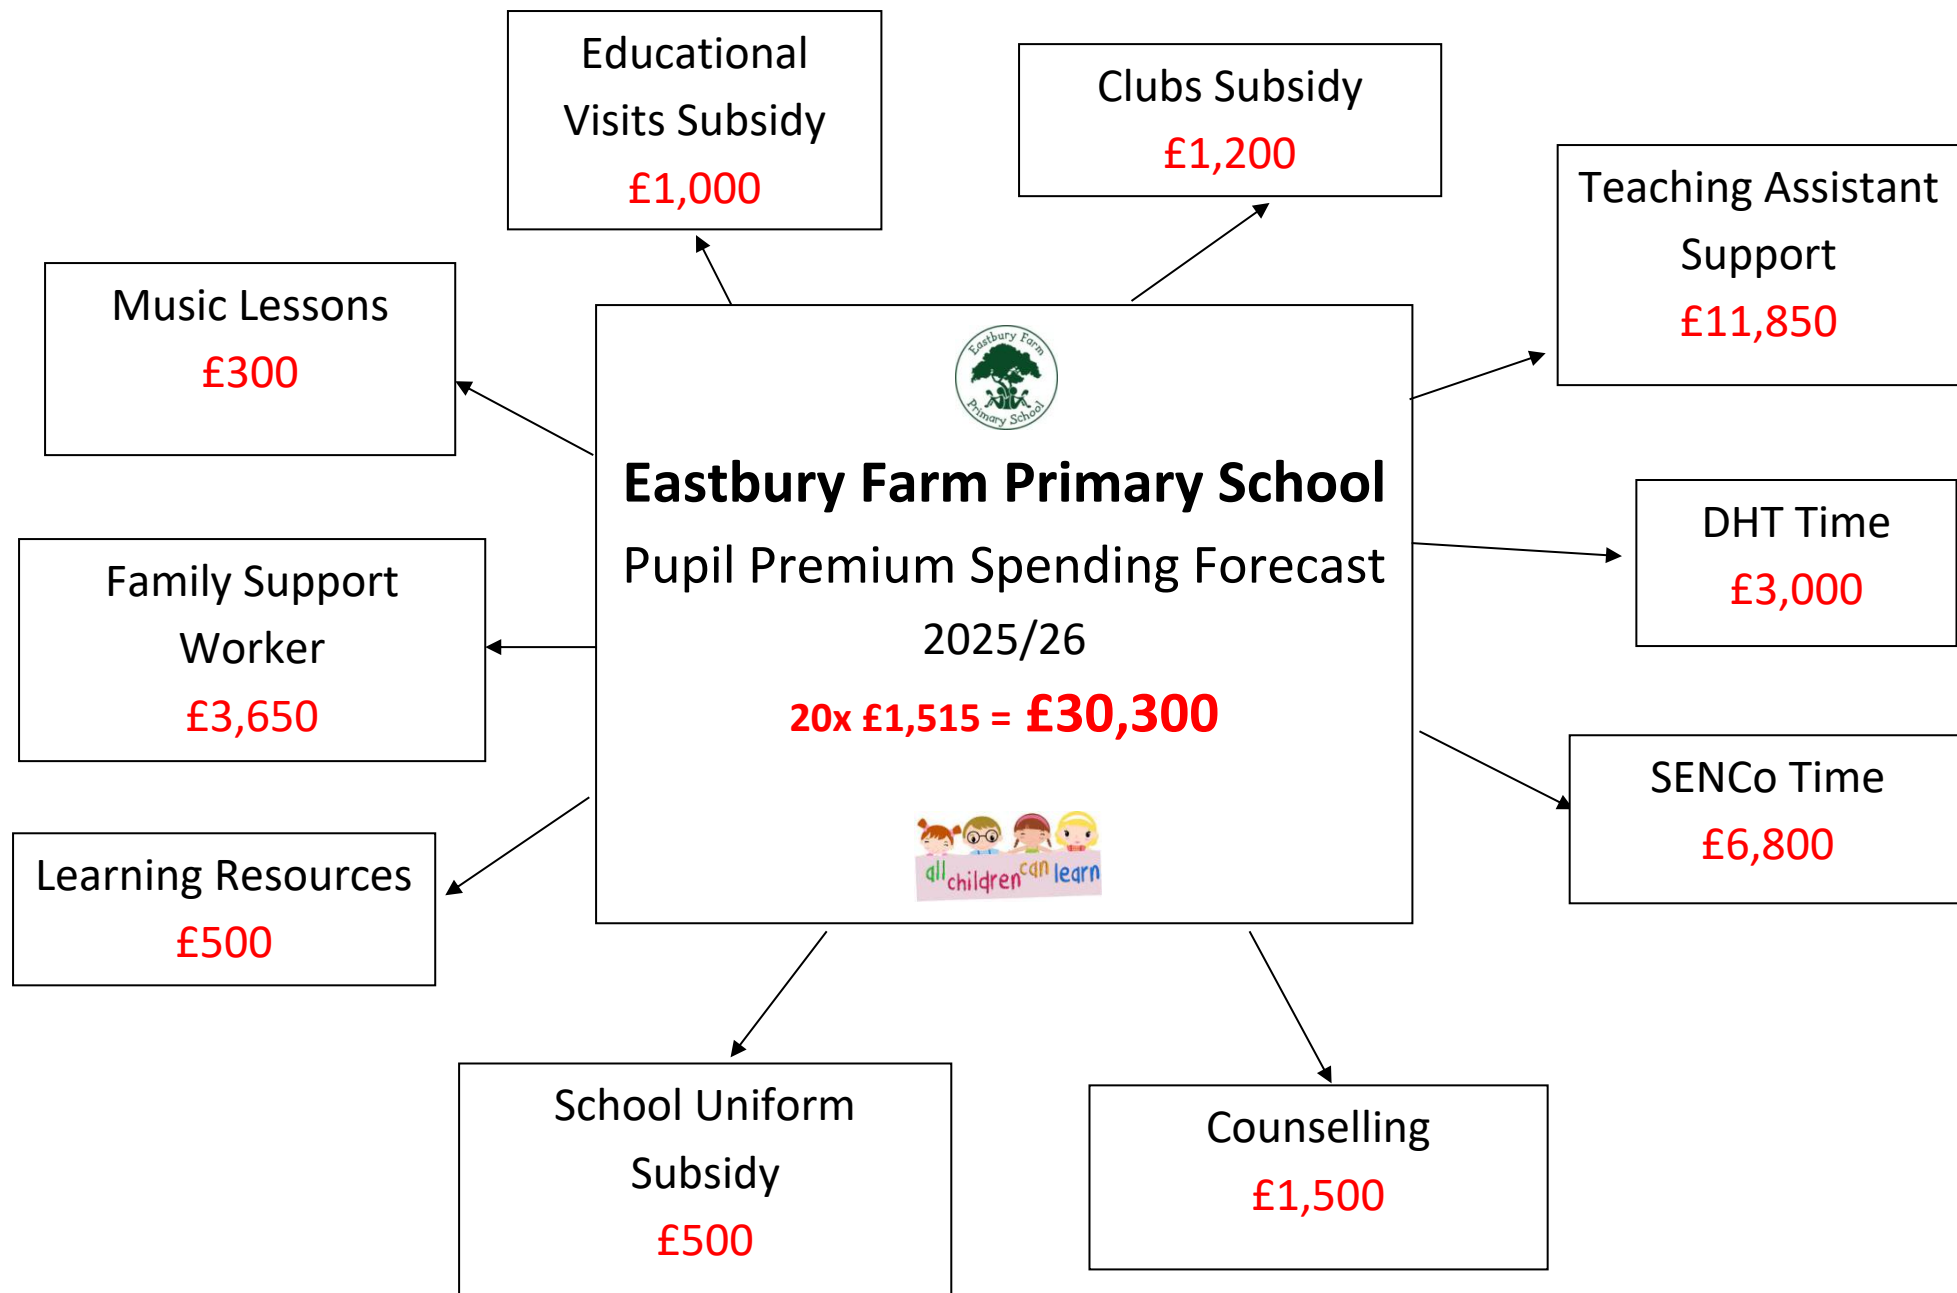 Educational
Visits Subsidy
£1,000
Clubs Subsidy
£1,200
Teaching Assistant
Support
£11,850
Music Lessons
£300
Eastbury Farm
Primary School
Eastbury Farm Primary School
Pupil Premium Spending Forecast
2025/26
20x £1,515 = £30,300
all children can learn
DHT Time
£3,000
Family Support
Worker
£3,650
SENCo Time
£6,800
Learning Resources
£500
School Uniform
Subsidy
£500
Counselling
£1,500